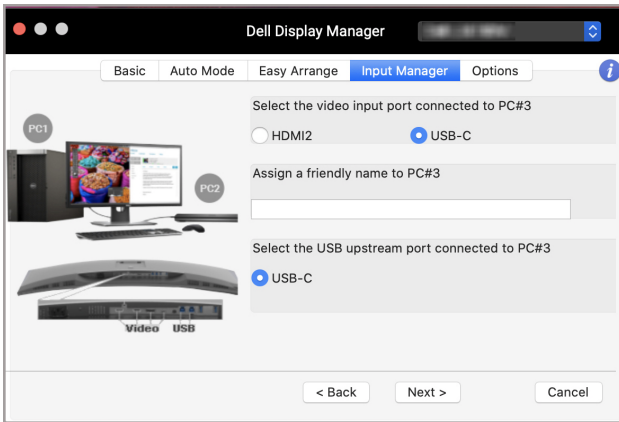 Dell Display Manager
Basic Auto Mode Easy Arrange Input Manager Options
i
Select the video input port connected to PC#3
HDMI2 USB-C
Assign a friendly name to PC#3
Select the USB upstream port connected to PC#3
USB-C
PC1
PC2
Video USB
< Back Next > Cancel